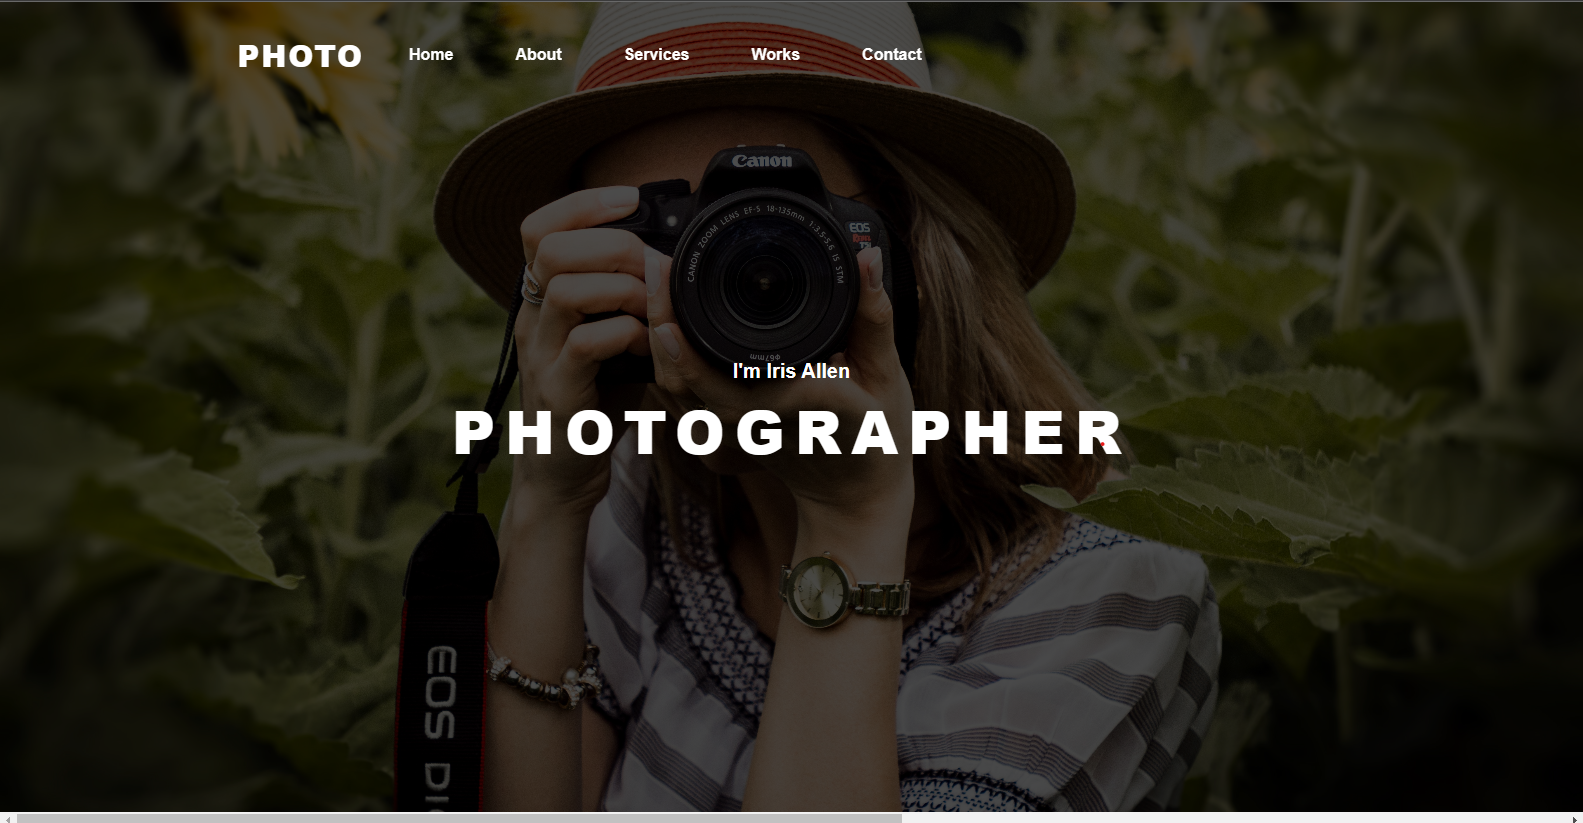 PHOTO
Home About Services Works Contact
Canon
CANON ZOOM LENS EF-S 18-135mm 1:3.5-5.6 IS STM
EOS
φ67mm
I'm Iris Allen
PHOTOGRAPHER
EOS